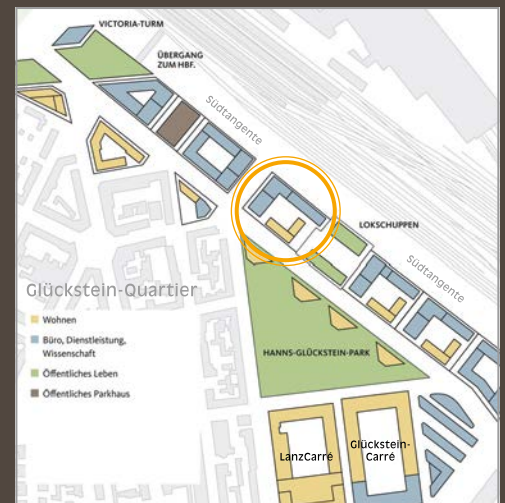 VICTORIA-TURM
ÜBERGANG
ZUM HBF.
Südtangente
LOKSCHUPPEN
Südtangente
Glückstein-Quartier
Wohnen
Büro, Dienstleistung,
Wissenschaft
Öffentliches Leben
Öffentliches Parkhaus
HANNS-GLÜCKSTEIN-PARK
LanzCarré
Glückstein-
Carré